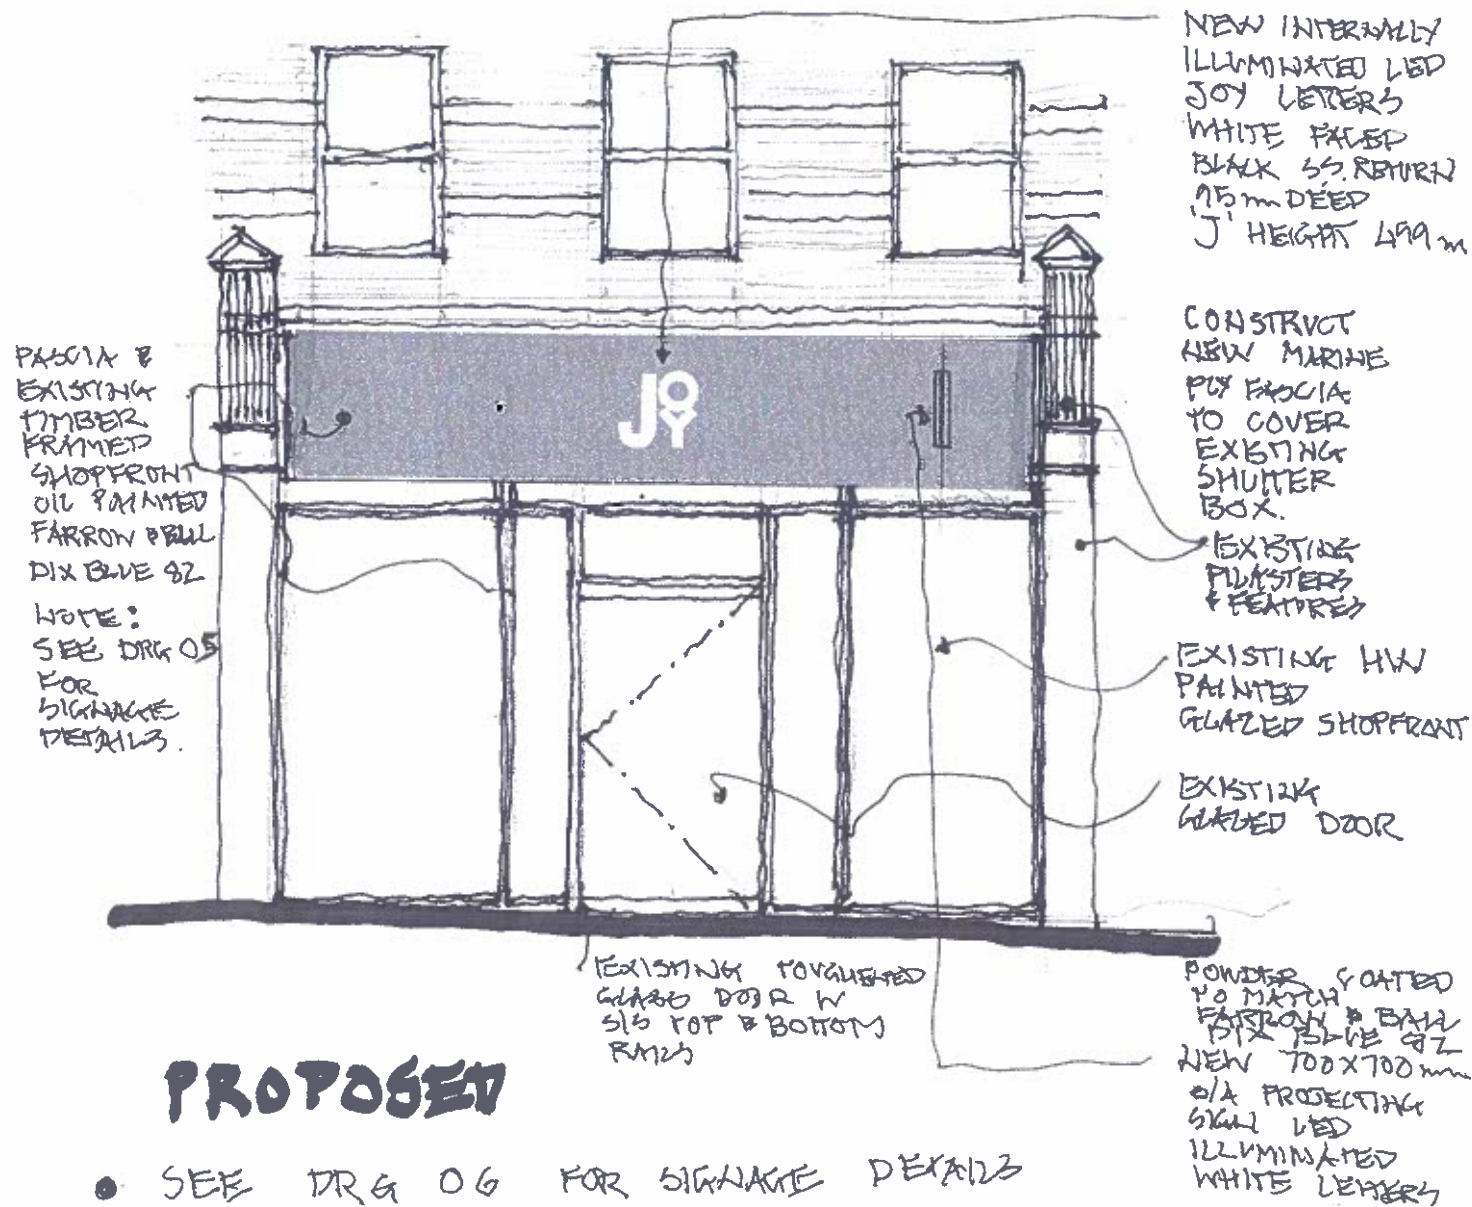 NEW INTERNALLY
ILLUMINATED LED
JOY LETTERS
WHITE FACED
BLACK SS. RETURN
75mm DEEP
'J' HEIGHT 499m
CONSTRUCT
NEW MARINE
PLY FASCIA
TO COVER
EXISTING
SHUTTER
BOX.
EXISTING
PILASTERS
& FEATURES
EXISTING HW
PAINTED
GLAZED SHOPFRONT
EXISTING
GLAZED DOOR
POWDER COATED
TO MATCH
FARROW & BALL
DIX BLUE 82
NEW 700X700mm
O/A PROJECTING
SIGN LED
ILLUMINATED
WHITE LETTERS
FASCIA &
EXISTING
TIMBER
FRAMED
SHOPFRONT
OIL PAINTED
FARROW & BALL
DIX BLUE 82
NOTE:
SEE DRG 05
FOR
SIGNAGE
DETAILS.
JOY
EXISTING TOUGHENED
GLASS DOOR W
S/S TOP & BOTTOM
RAILS
PROPOSED
• SEE DRG 06 FOR SIGNAGE DETAILS